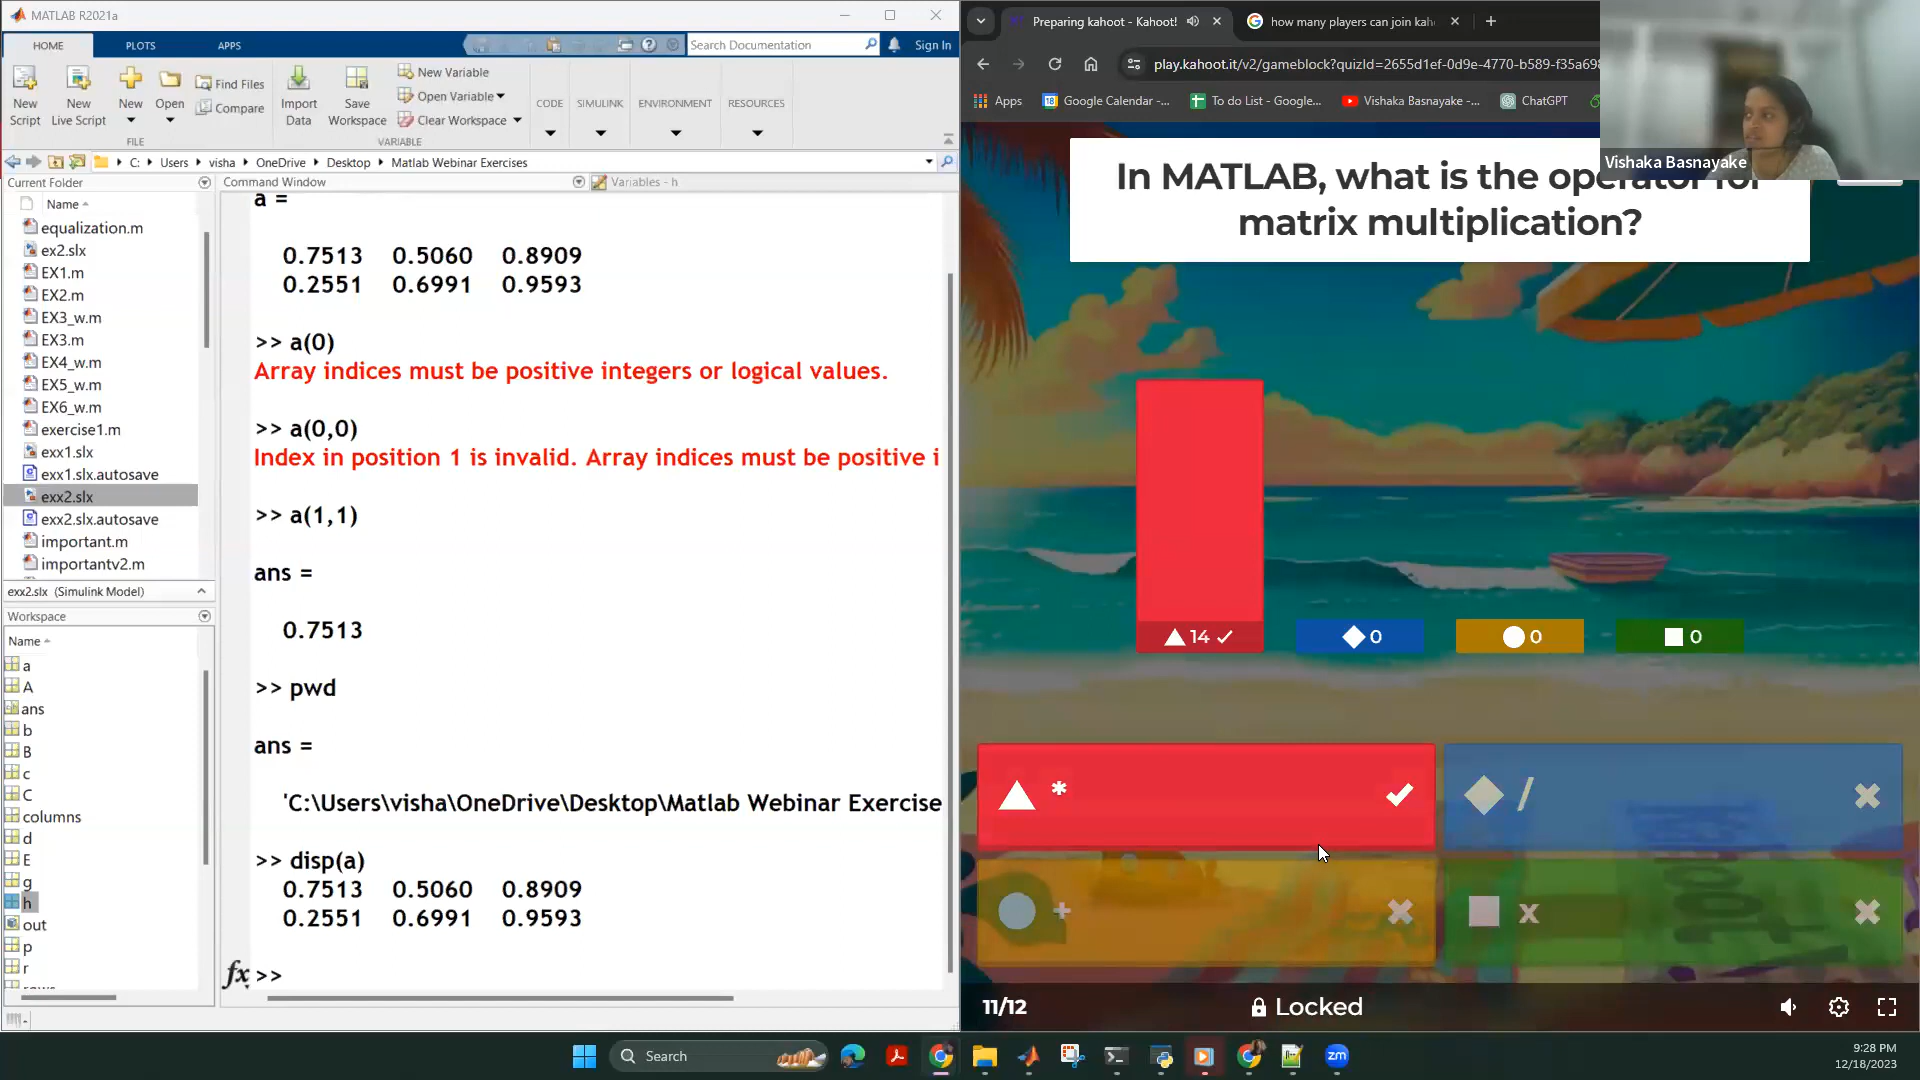 MATLAB R2021a
HOME
PLOTS
APPS
Search Documentation
Sign In
New Script
New Live Script
New
Open
Find Files
Compare
Import Data
Save Workspace
New Variable
Open Variable
Clear Workspace
CODE
SIMULINK
ENVIRONMENT
RESOURCES
FILE
VARIABLE
C:
Users
visha
OneDrive
Desktop
Matlab Webinar Exercises
Current Folder
Name
equalization.m
ex2.slx
EX1.m
EX2.m
EX3_w.m
EX3.m
EX4_w.m
EX5_w.m
EX6_w.m
exercise1.m
exx1.slx
exx1.slx.autosave
exx2.slx
exx2.slx.autosave
important.m
importantv2.m
exx2.slx (Simulink Model)
Workspace
Name
a
A
ans
b
B
c
C
columns
d
E
g
h
out
p
r
Command Window
Variables - h
a =
0.7513 0.5060 0.8909
0.2551 0.6991 0.9593
>> a(0)
Array indices must be positive integers or logical values.
>> a(0,0)
Index in position 1 is invalid. Array indices must be positive i
>> a(1,1)
ans =
0.7513
>> pwd
ans =
'C:\Users\visha\OneDrive\Desktop\Matlab Webinar Exercise
>> disp(a)
0.7513 0.5060 0.8909
0.2551 0.6991 0.9593
fx >>
Preparing kahoot - Kahoot!
how many players can join kah
play.kahoot.it/v2/gameblock?quizId=2655d1ef-0d9e-4770-b589-f35a69
Apps
Google Calendar -...
To do List - Google...
Vishaka Basnayake -...
ChatGPT
Vishaka Basnayake
In MATLAB, what is the operator for
matrix multiplication?
14
0
0
0
*
/
+
x
11/12
Locked
Search
zm
9:28 PM
12/18/2023